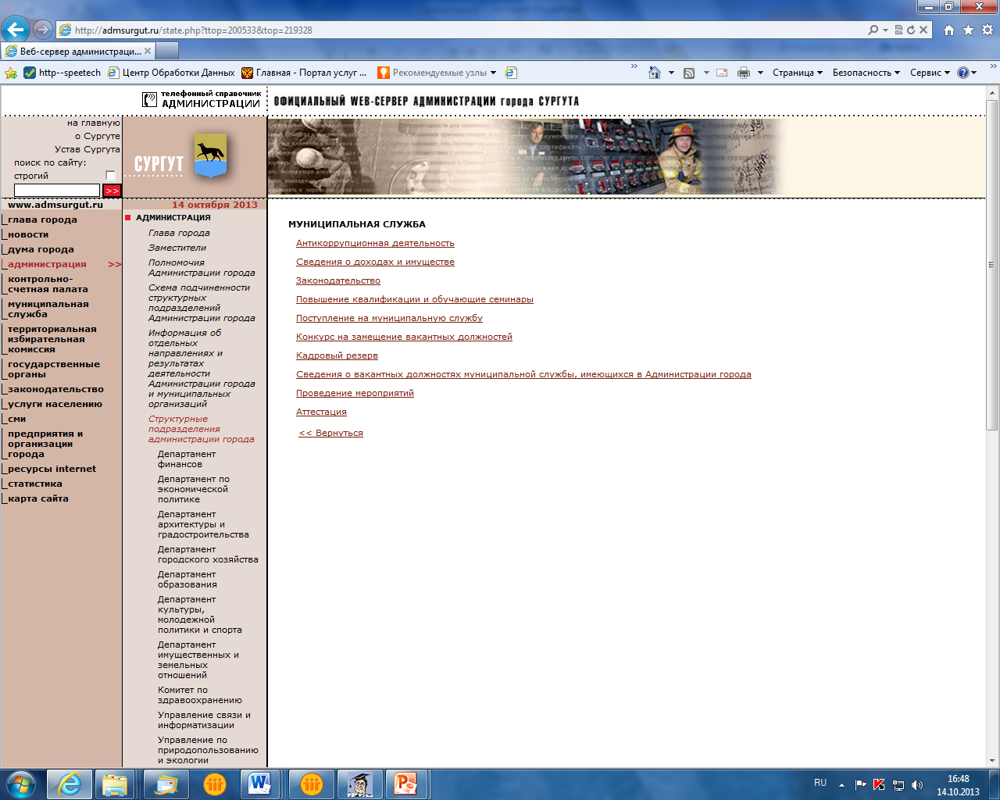 http://admsurgut.ru/state.php?ttop=200533&top=219328
Веб-сервер администраци...
http--speetech
Центр Обработки Данных
Главная - Портал услуг ...
Рекомендуемые узлы
Страница
Безопасность
Сервис
телефонный справочник
АДМИНИСТРАЦИИ
ОФИЦИАЛЬНЫЙ WEB-СЕРВЕР АДМИНИСТРАЦИИ города СУРГУТА
на главную
о Сургуте
Устав Сургута
поиск по сайту:
строгий
>>
СУРГУТ
www.admsurgut.ru
14 октября 2013
глава города
новости
дума города
администрация >>
контрольно-
счетная палата
муниципальная
служба
территориальная
избирательная
комиссия
государственные
органы
законодательство
услуги населению
сми
предприятия и
организации
города
ресурсы internet
статистика
карта сайта
АДМИНИСТРАЦИЯ
Глава города
Заместители
Полномочия
Администрации города
Схема подчиненности
структурных
подразделений
Администрации города
Информация об
отдельных
направлениях и
результатах
деятельности
Администрации города
и муниципальных
организаций
Структурные
подразделения
администрации города
Департамент
финансов
Департамент по
экономической
политике
Департамент
архитектуры и
градостроительства
Департамент
городского хозяйства
Департамент
образования
Департамент
культуры,
молодежной
политики и спорта
Департамент
имущественных и
земельных
отношений
Комитет по
здравоохранению
Управление связи и
информатизации
Управление по
природопользованию
и экологии
МУНИЦИПАЛЬНАЯ СЛУЖБА
Антикоррупционная деятельность
Сведения о доходах и имуществе
Законодательство
Повышение квалификации и обучающие семинары
Поступление на муниципальную службу
Конкурс на замещение вакантных должностей
Кадровый резерв
Сведения о вакантных должностях муниципальной службы, имеющихся в Администрации города
Проведение мероприятий
Аттестация
<< Вернуться
RU
16:48
14.10.2013